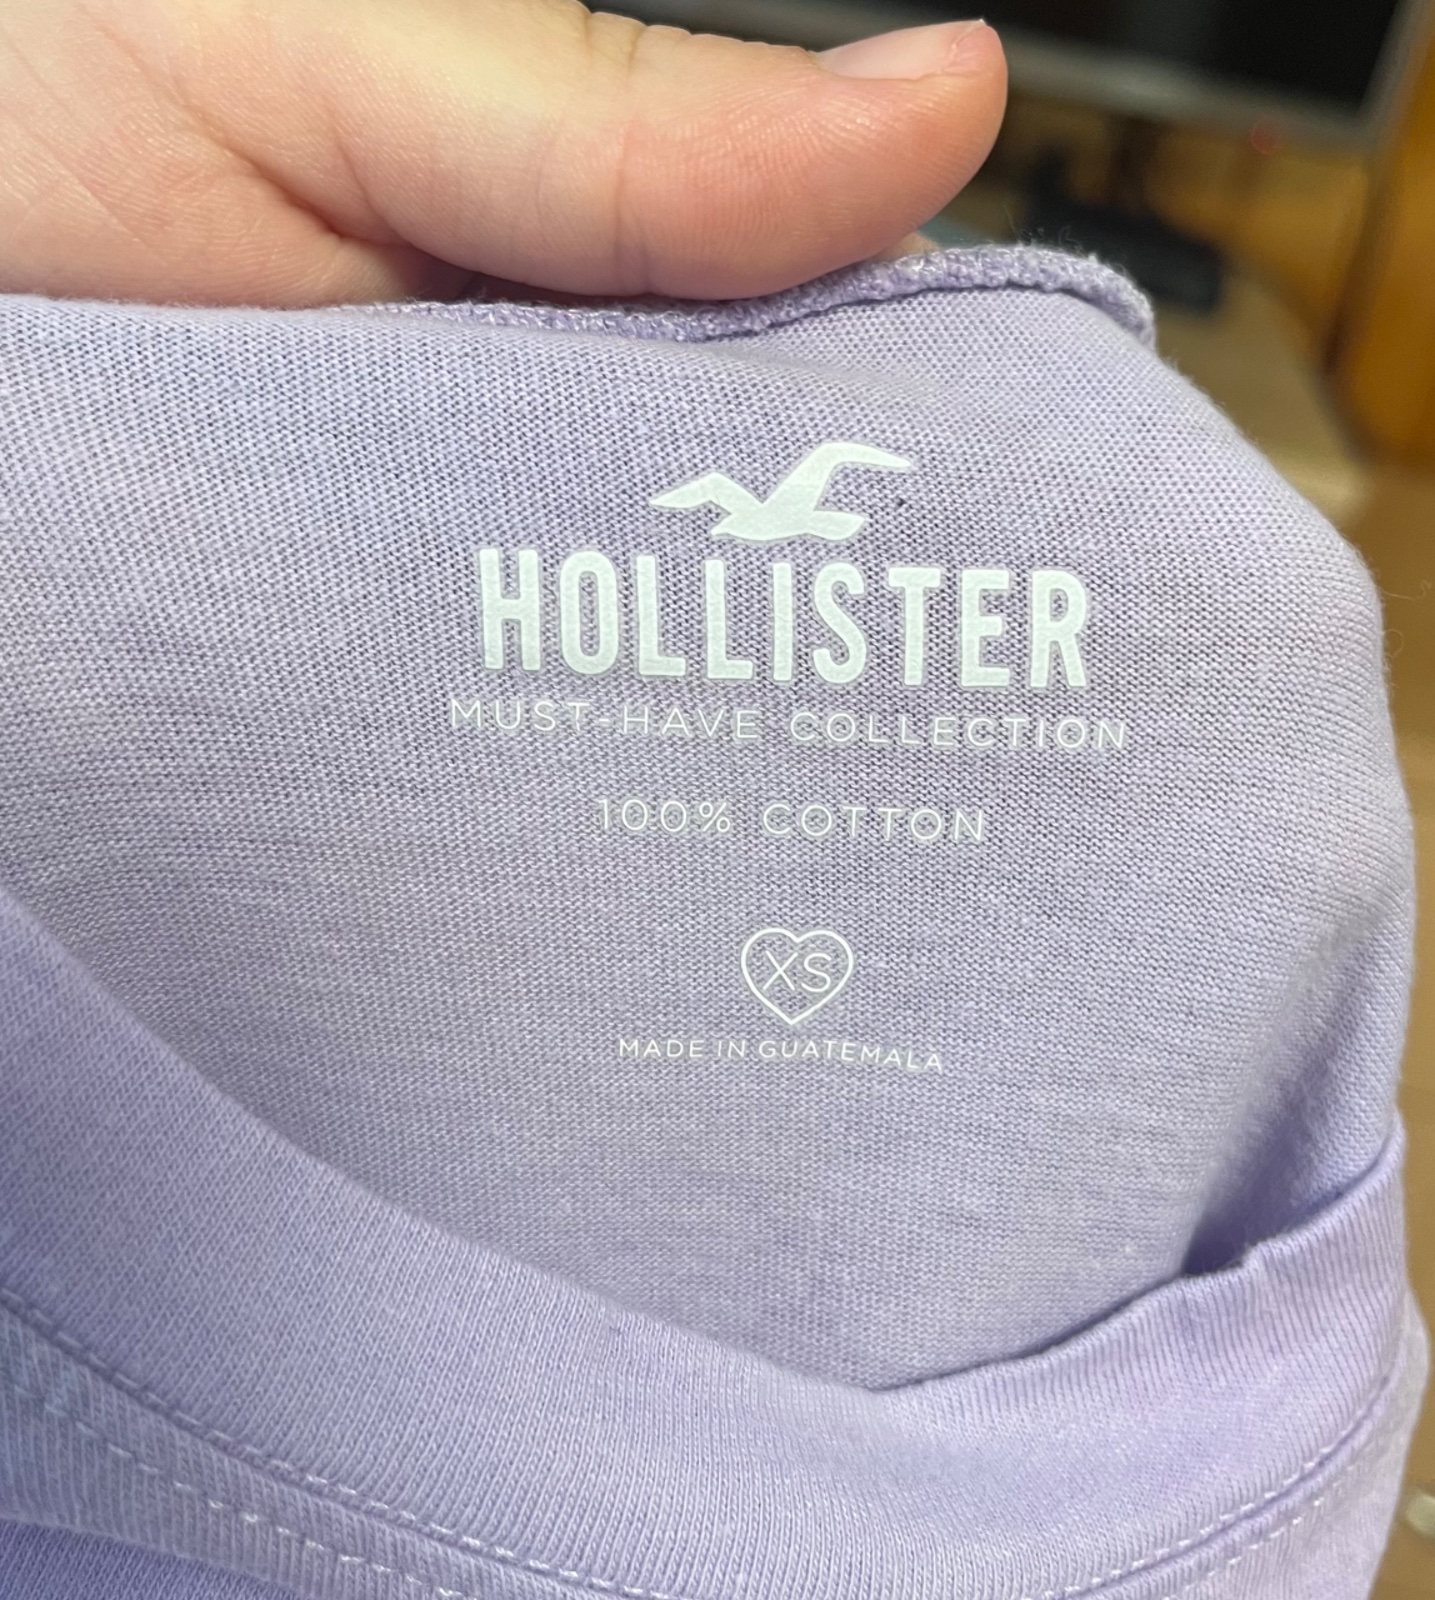 HOLLISTER
MUST-HAVE COLLECTION
100% COTTON
XS
MADE IN GUATEMALA